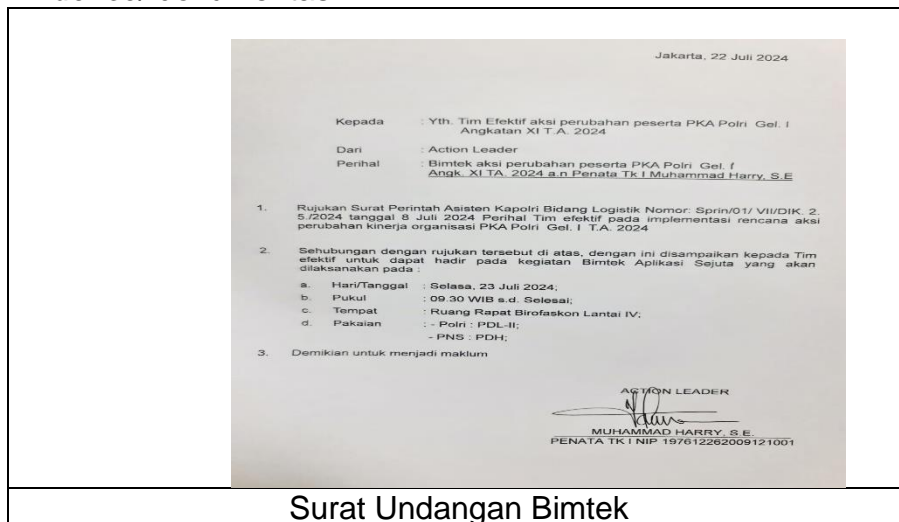 Jakarta, 22 Juli 2024
Kepada : Yth. Tim Efektif aksi perubahan peserta PKA Polri Gel. I
Angkatan XI T.A. 2024
Dari : Action Leader
Perihal : Bimtek aksi perubahan peserta PKA Polri Gel. I
Angk. XI TA. 2024 a.n Penata Tk I Muhammad Harry, S.E
1. Rujukan Surat Perintah Asisten Kapolri Bidang Logistik Nomor: Sprin/01/ VII/DIK. 2.
5./2024 tanggal 8 Juli 2024 Perihal Tim efektif pada implementasi rencana aksi
perubahan kinerja organisasi PKA Polri Gel. I T.A. 2024
2. Sehubungan dengan rujukan tersebut di atas, dengan ini disampaikan kepada Tim
efektif untuk dapat hadir pada kegiatan Bimtek Aplikasi Sejuta yang akan
dilaksanakan pada :
a. Hari/Tanggal : Selasa, 23 Juli 2024;
b. Pukul : 09.30 WIB s.d. Selesai;
c. Tempat : Ruang Rapat Birofaskon Lantai IV;
d. Pakaian : - Polri : PDL-II;
- PNS : PDH;
3. Demikian untuk menjadi maklum
ACTION LEADER
MUHAMMAD HARRY, S.E.
PENATA TK I NIP 197612262009121001
Surat Undangan Bimtek